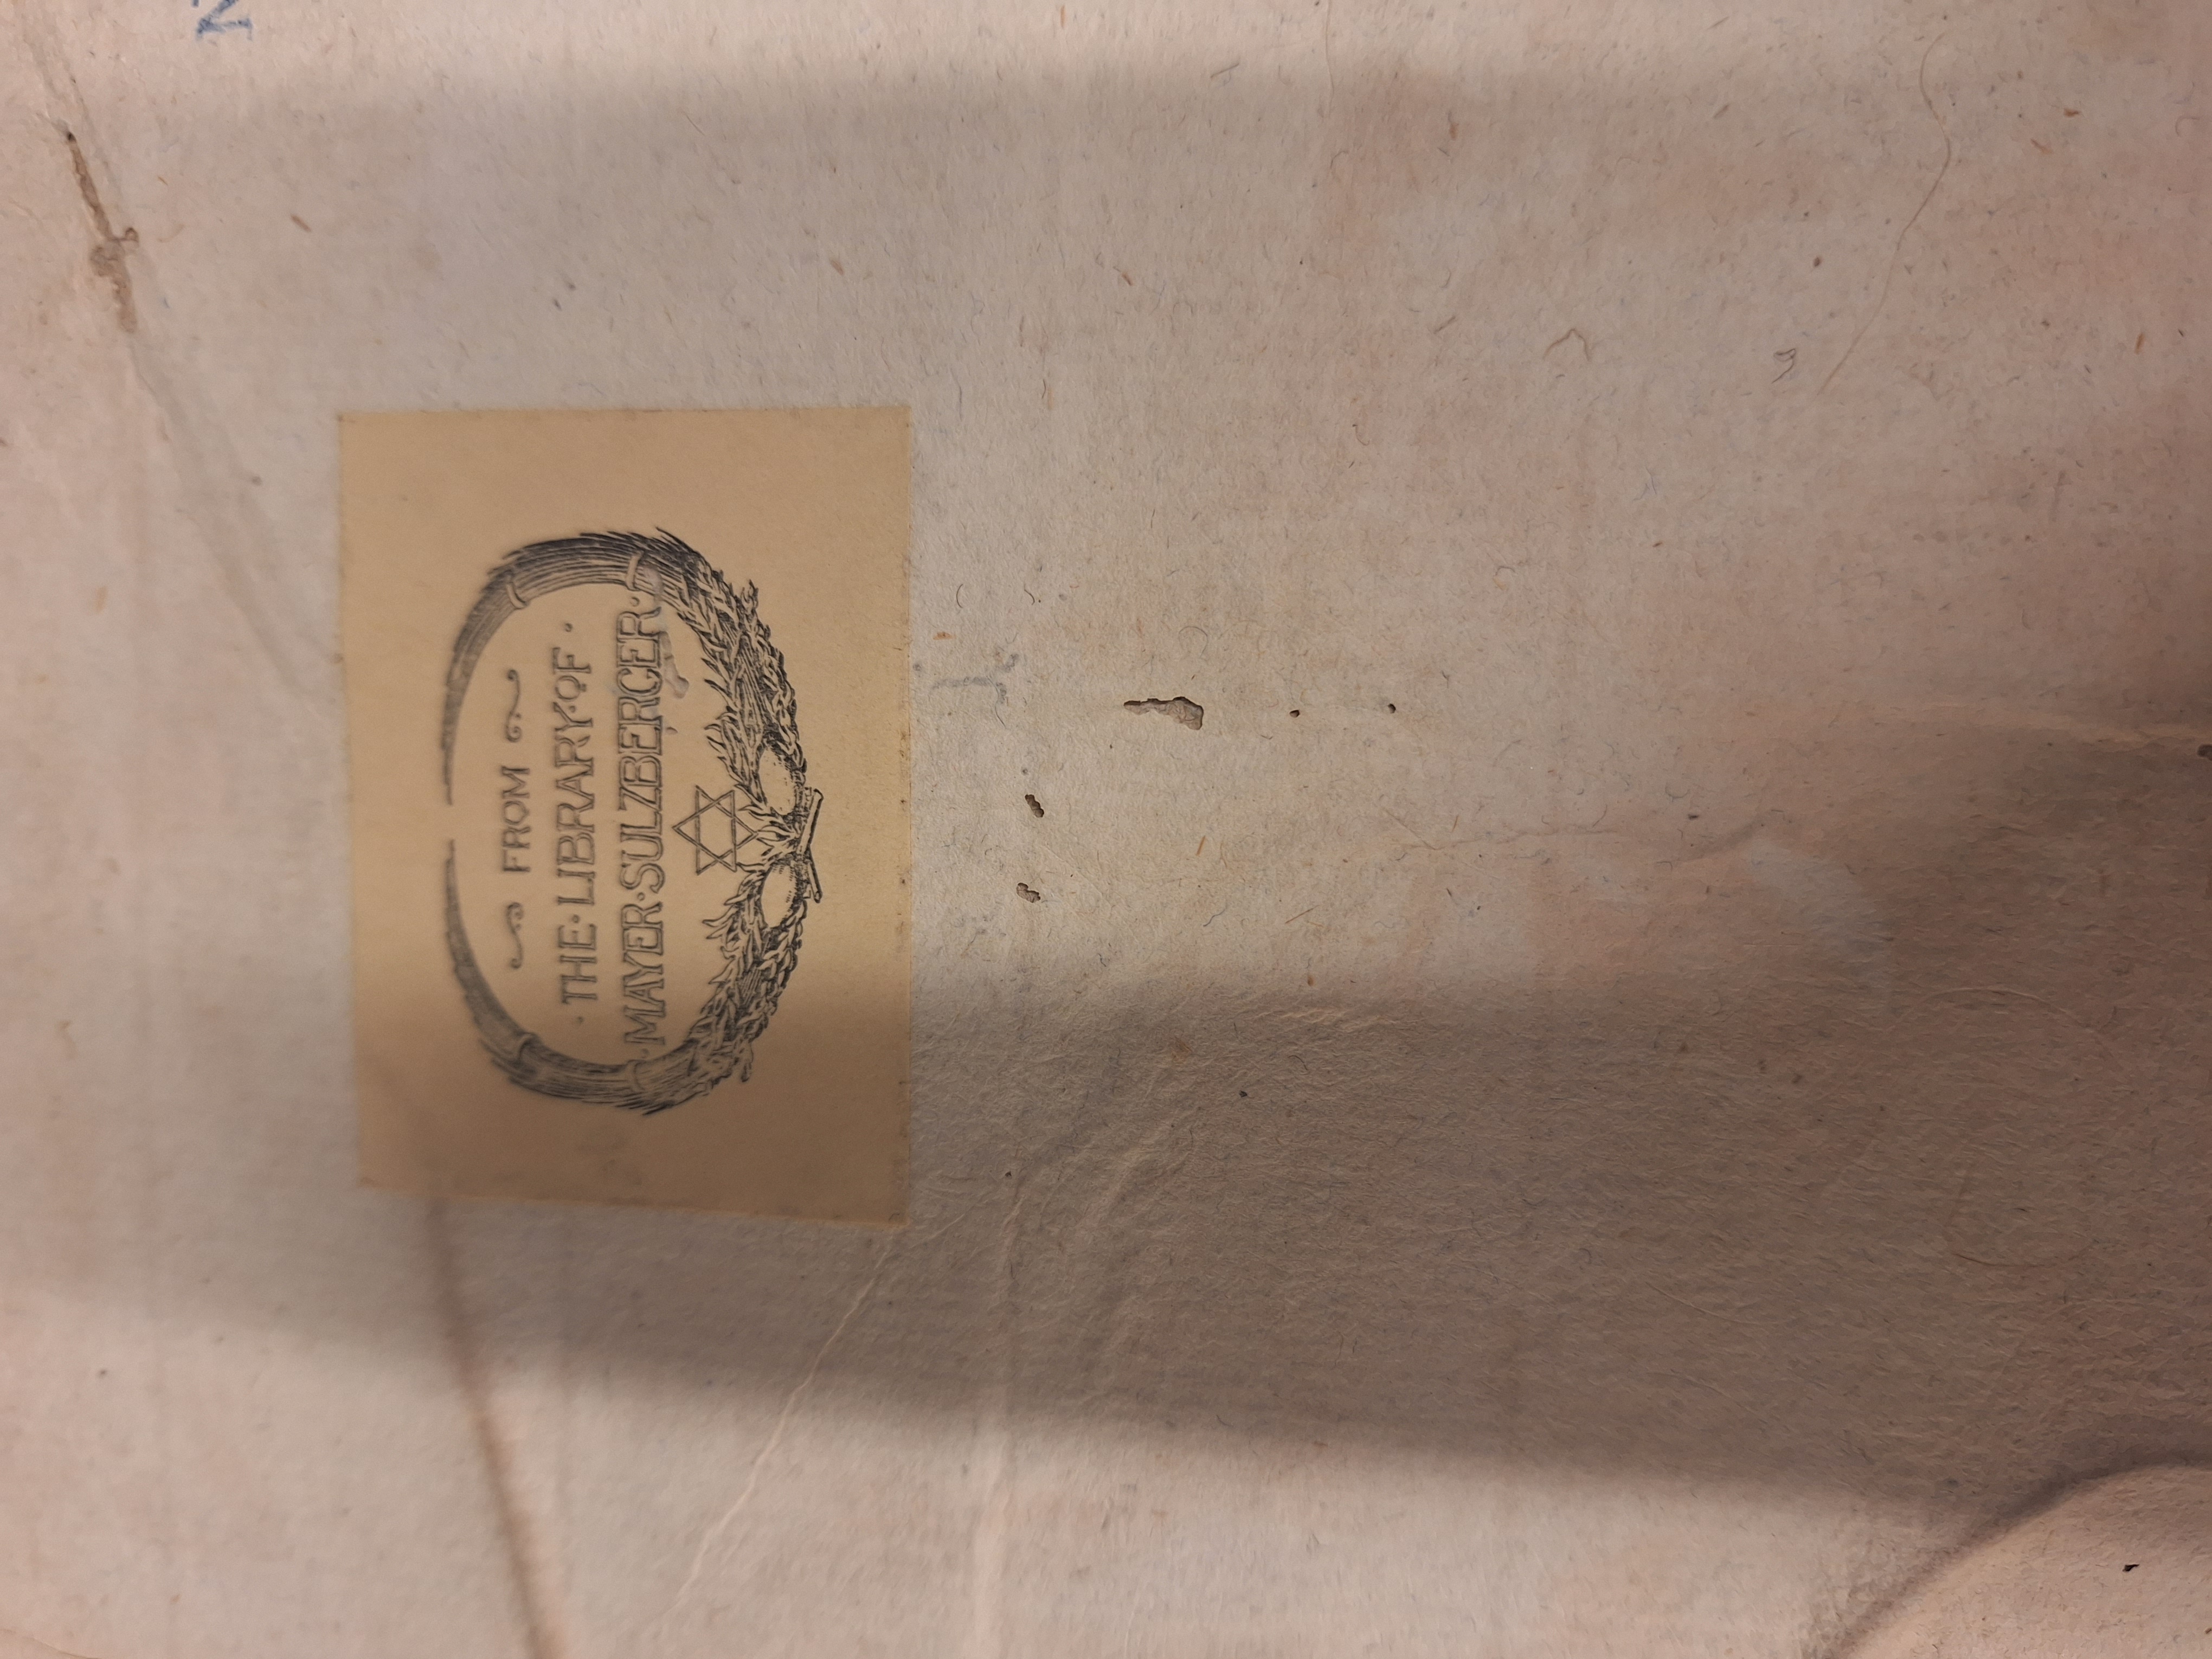 FROM
· THE · LIBRARY · OF ·
· MAYER · SULZBERGER ·